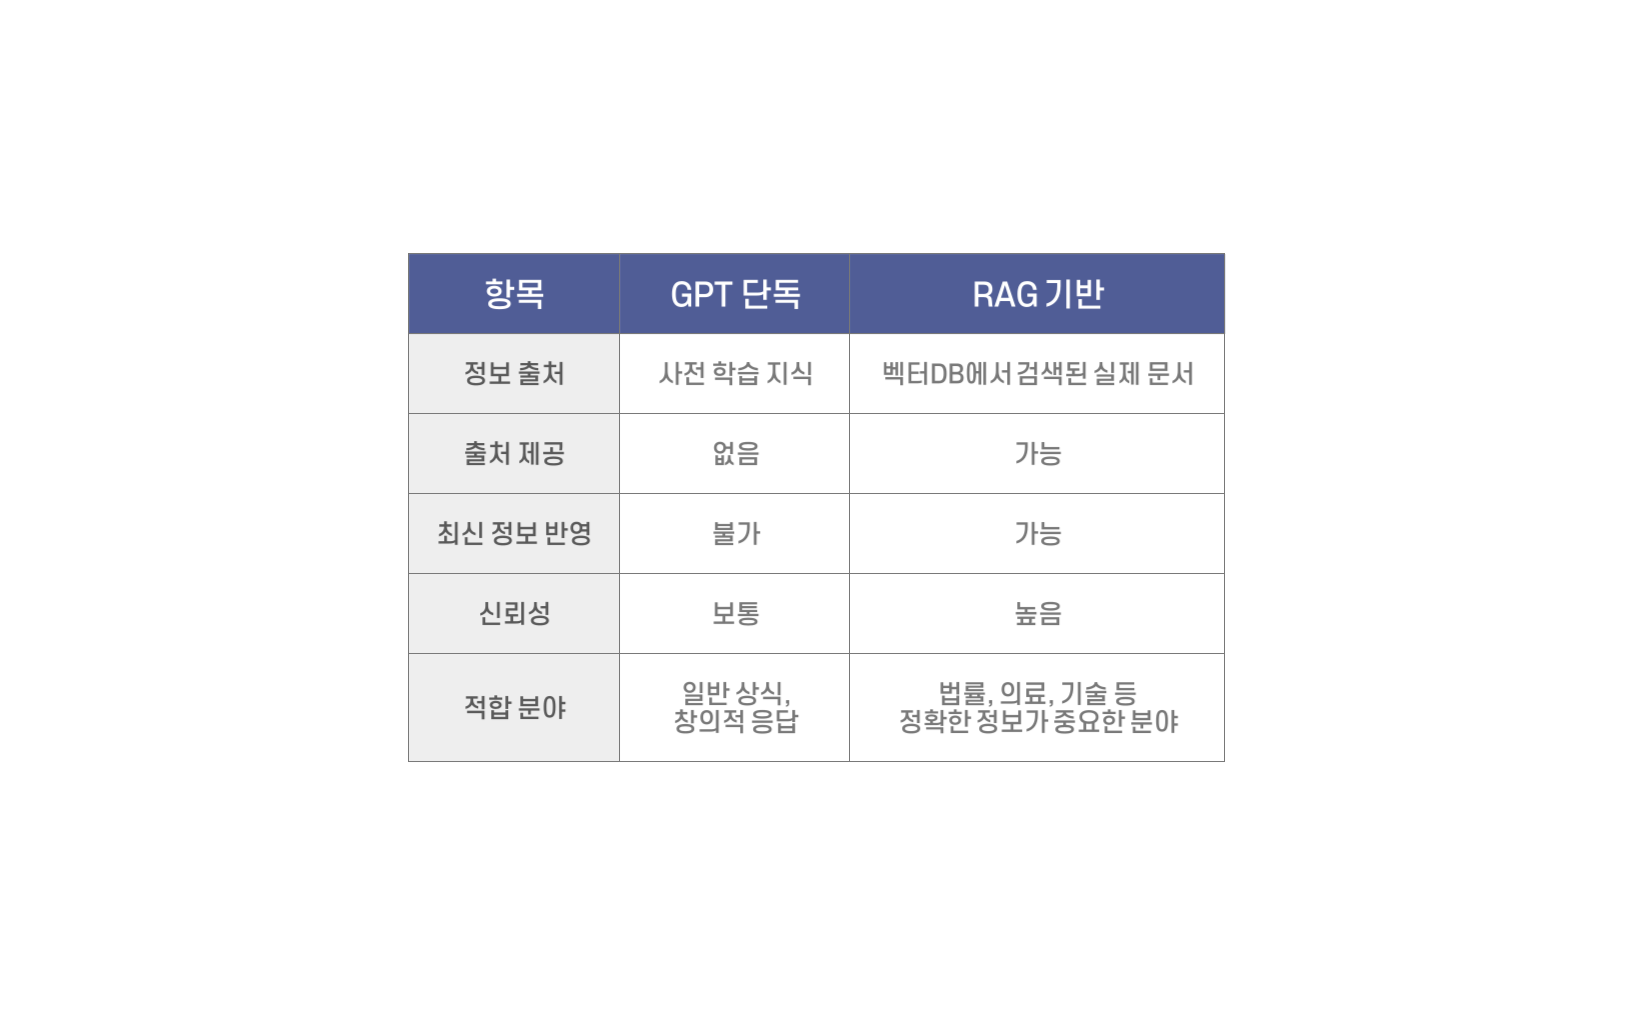 항목 GPT 단독 RAG 기반
정보 출처 사전 학습 지식 벡터DB에서 검색된 실제 문서
출처 제공 없음 가능
최신 정보 반영 불가 가능
신뢰성 보통 높음
적합 분야
일반 상식,
창의적 응답
법률, 의료, 기술 등
정확한 정보가 중요한 분야